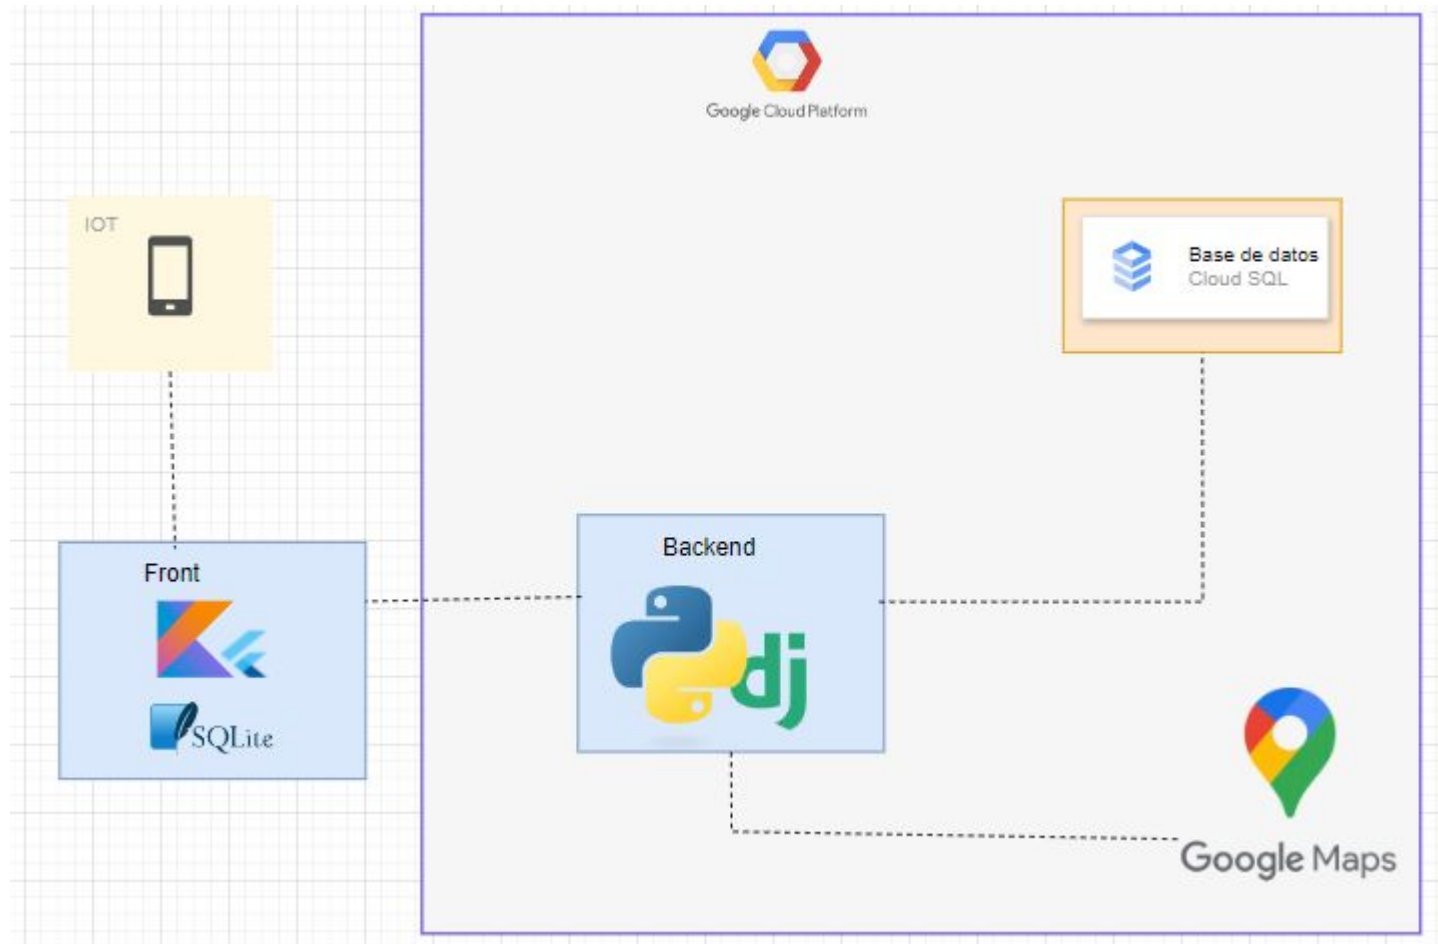 Google Cloud Platform
IOT
Base de datos
Cloud SQL
Front
SQLite
Backend
dj
Google Maps